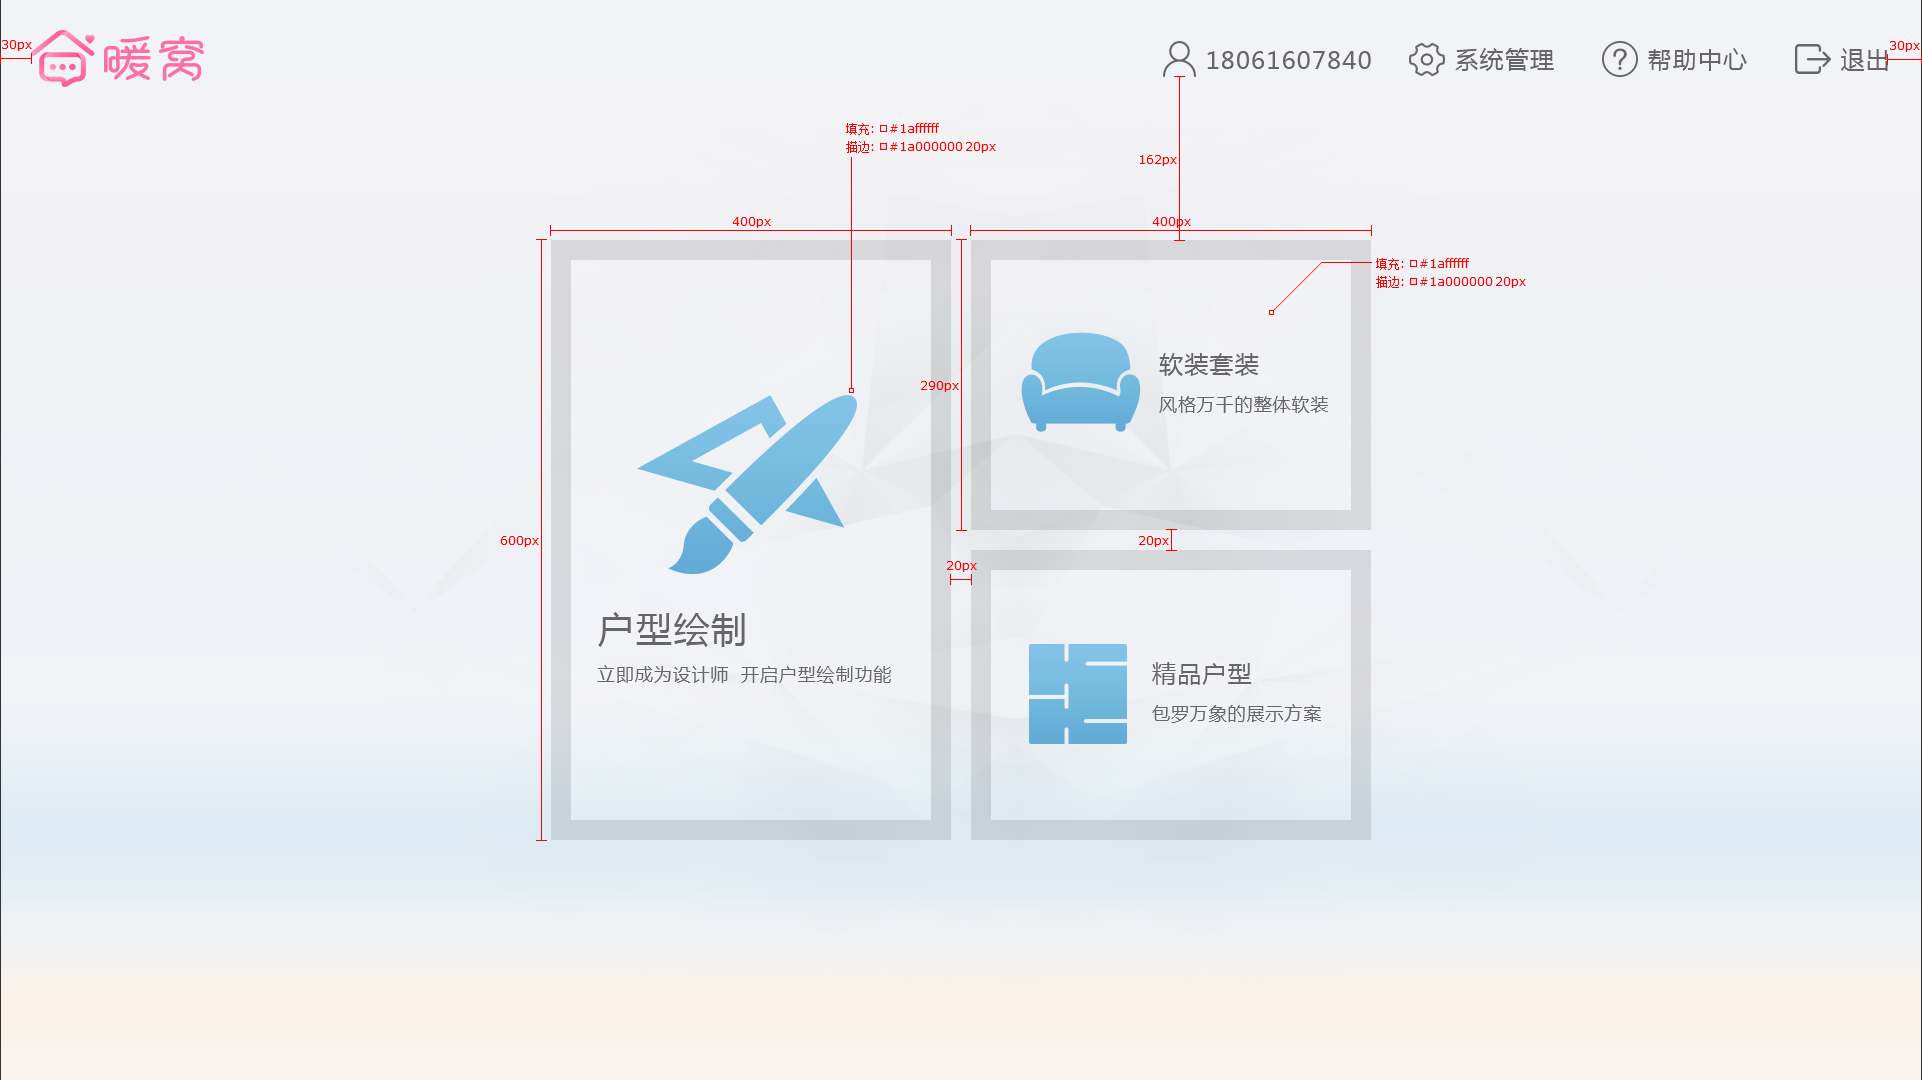 30px
暖窝
18061607840
系统管理
帮助中心
退出
30px
填充: #1affffff
描边: #1a000000 20px
162px
400px
400px
填充: #1affffff
描边: #1a000000 20px
软装套装
290px
风格万千的整体软装
600px
20px
20px
户型绘制
立即成为设计师 开启户型绘制功能
精品户型
包罗万象的展示方案